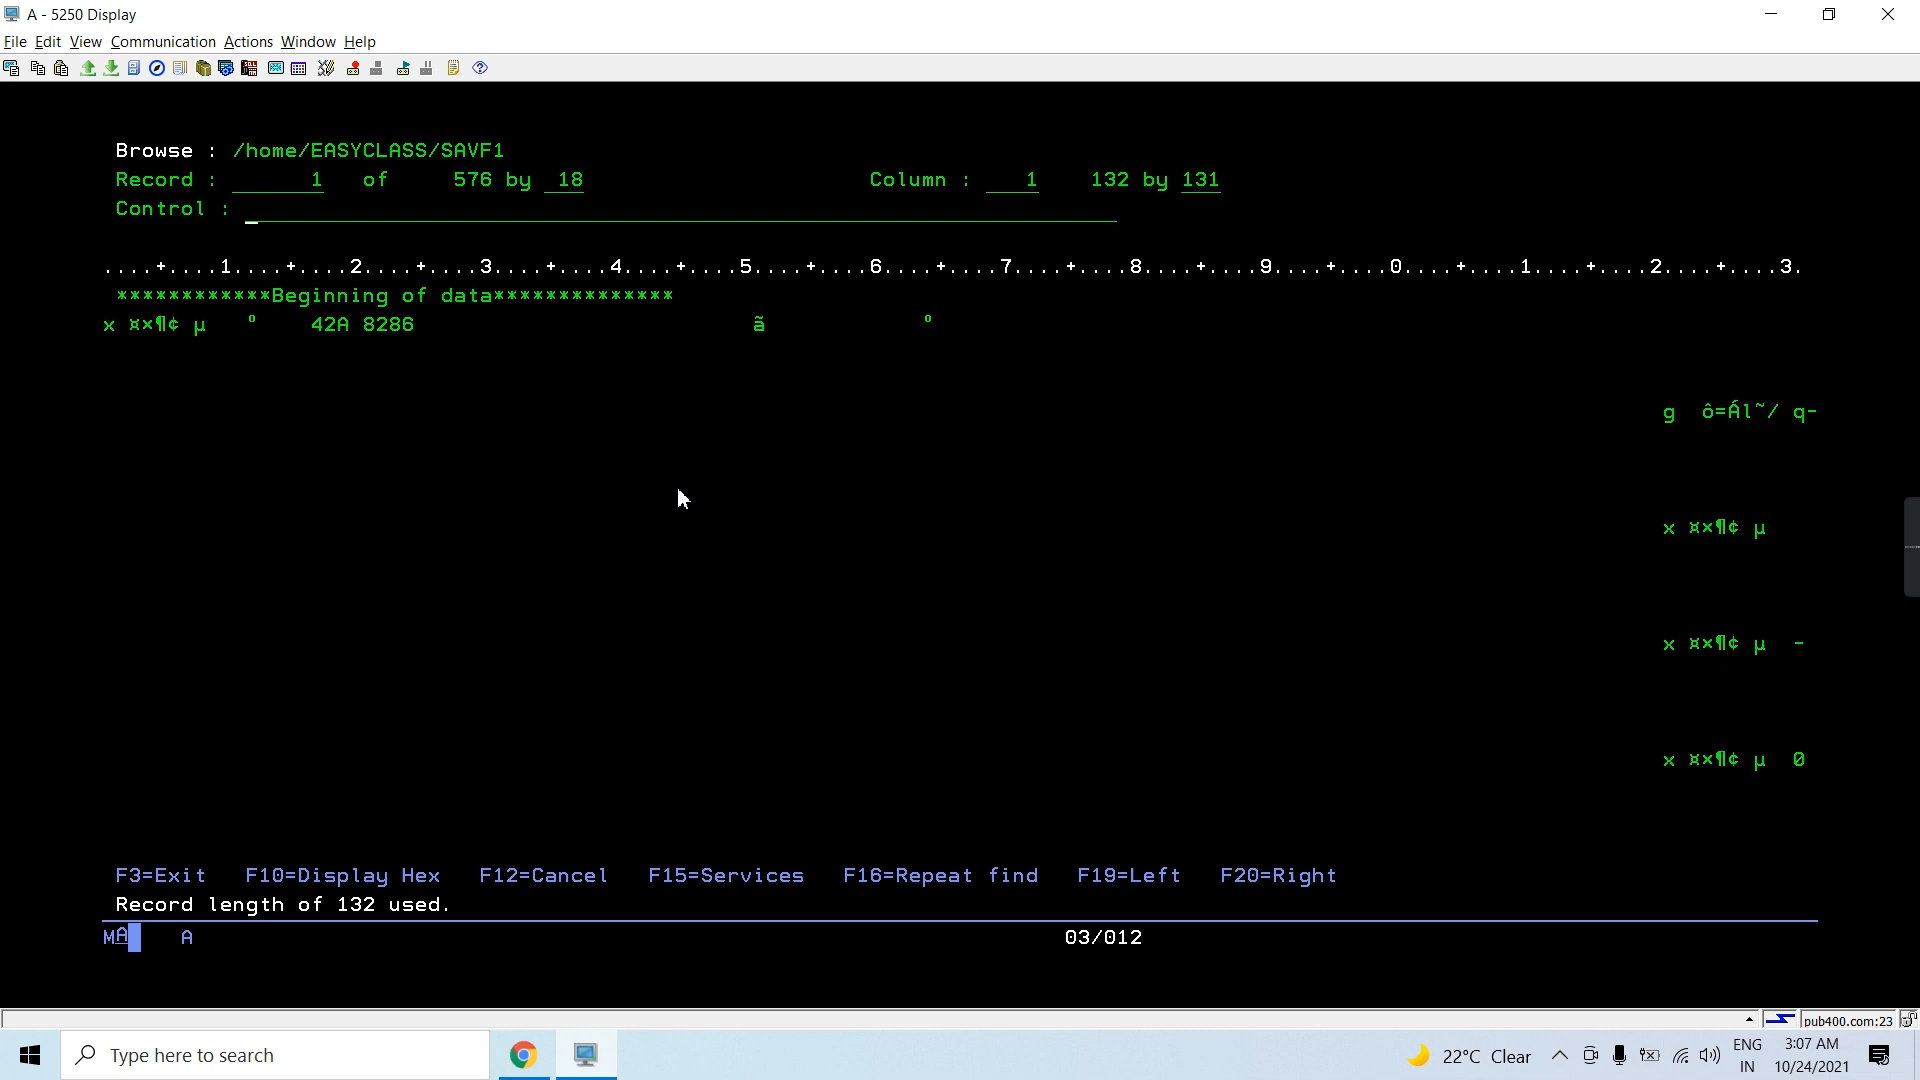 A - 5250 Display
File Edit View Communication Actions Window Help
Browse : /home/EASYCLASS/SAVF1
Record : 1 of 576 by 18 Column : 1 132 by 131
Control :
....+....1....+....2....+....3....+....4....+....5....+....6....+....7....+....8....+....9....+....0....+....1....+....2....+....3.
************Beginning of data**************
x ¤×¶¢ µ º 42A 8286 ã º
g ô=Ál~/ q-
x ¤×¶¢ µ
x ¤×¶¢ µ -
x ¤×¶¢ µ 0
F3=Exit F10=Display Hex F12=Cancel F15=Services F16=Repeat find F19=Left F20=Right
Record length of 132 used.
MA A 03/012
pub400.com:23
Type here to search
22°C Clear
ENG
IN
3:07 AM
10/24/2021